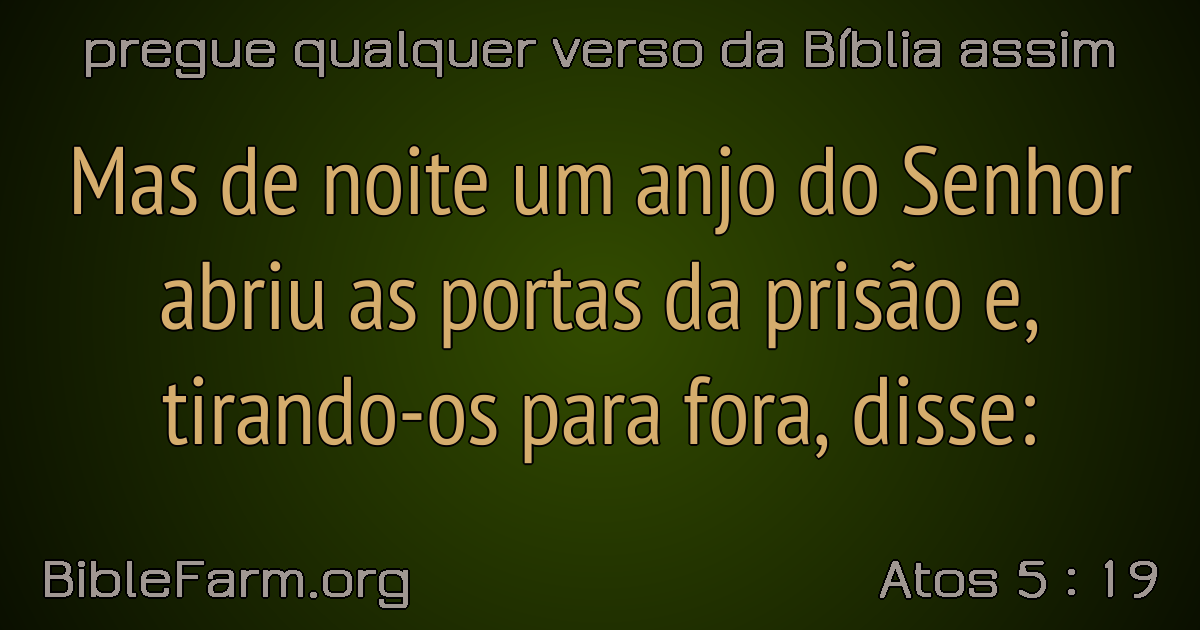 pregue qualquer verso da Bíblia assim
Mas de noite um anjo do Senhor
abriu as portas da prisão e,
tirando-os para fora, disse:
BibleFarm.org
Atos 5 : 19